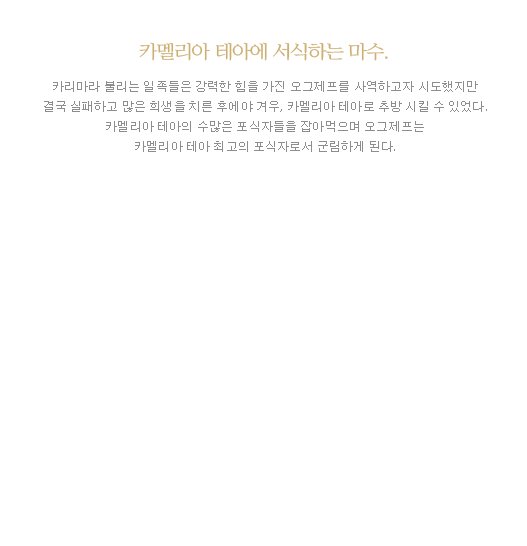 카멜리아 테아에 서식하는 마수.
카리마라 불리는 일족들은 강력한 힘을 가진 오그제프를 사역하고자 시도했지만
결국 실패하고 많은 희생을 치른 후에야 겨우, 카멜리아 테아로 추방 시킬 수 있었다.
카멜리아 테아의 수많은 포식자들을 잡아먹으며 오그제프는
카멜리아 테아 최고의 포식자로서 군림하게 된다.